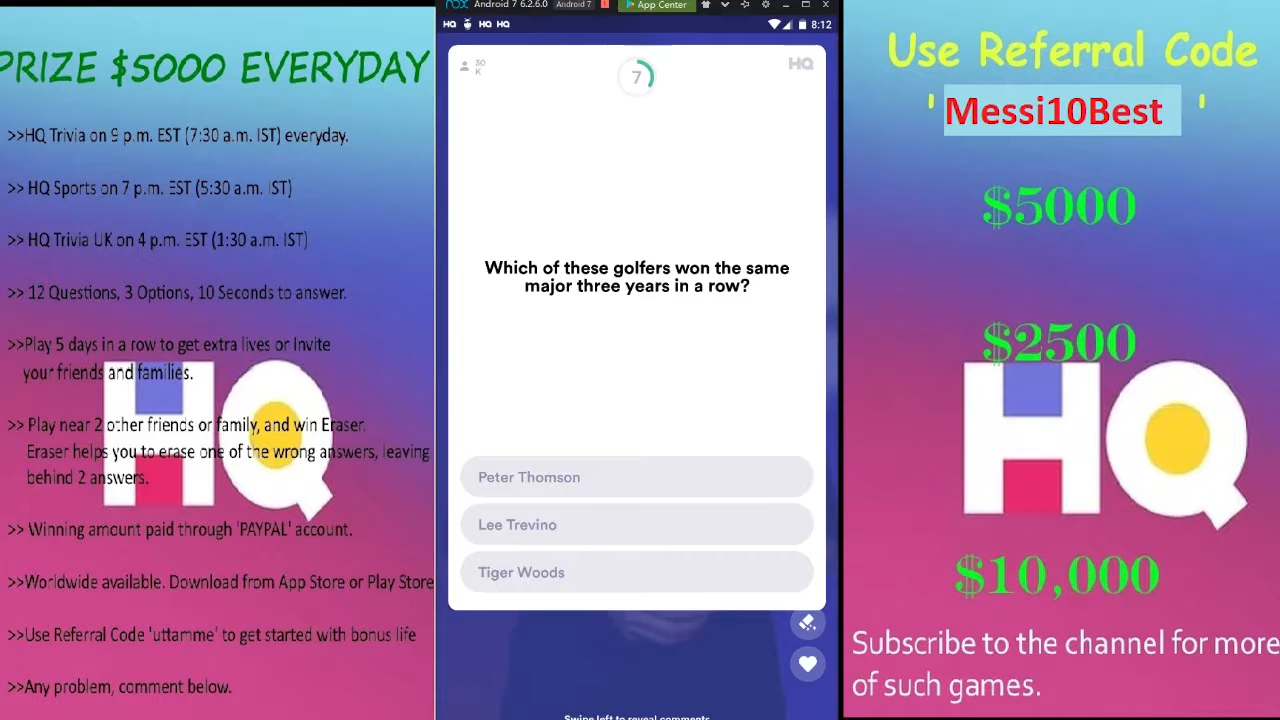 PRIZE $5000 EVERYDAY
>>HQ Trivia on 9 p.m. EST (7:30 a.m. IST) everyday.
>> HQ Sports on 7 p.m. EST (5:30 a.m. IST)
>> HQ Trivia UK on 4 p.m. EST (1:30 a.m. IST)
>> 12 Questions, 3 Options, 10 Seconds to answer.
>>Play 5 days in a row to get extra lives or Invite
your friends and families.
>> Play near 2 other friends or family, and win Eraser.
Eraser helps you to erase one of the wrong answers, leaving
behind 2 answers.
>> Winning amount paid through 'PAYPAL' account.
>>Worldwide available. Download from App Store or Play Store
>>Use Referral Code 'uttamme' to get started with bonus life
>>Any problem, comment below.
HQ
nox Android 7 6.2.6.0 Android 7 1 App Center
HQ HQ HQ 8:12
30
K
7
HQ
Which of these golfers won the same
major three years in a row?
Peter Thomson
Lee Trevino
Tiger Woods
Swipe left to reveal comments
Use Referral Code
' Messi10Best '
$5000
$2500
HQ
$10,000
Subscribe to the channel for more
of such games.